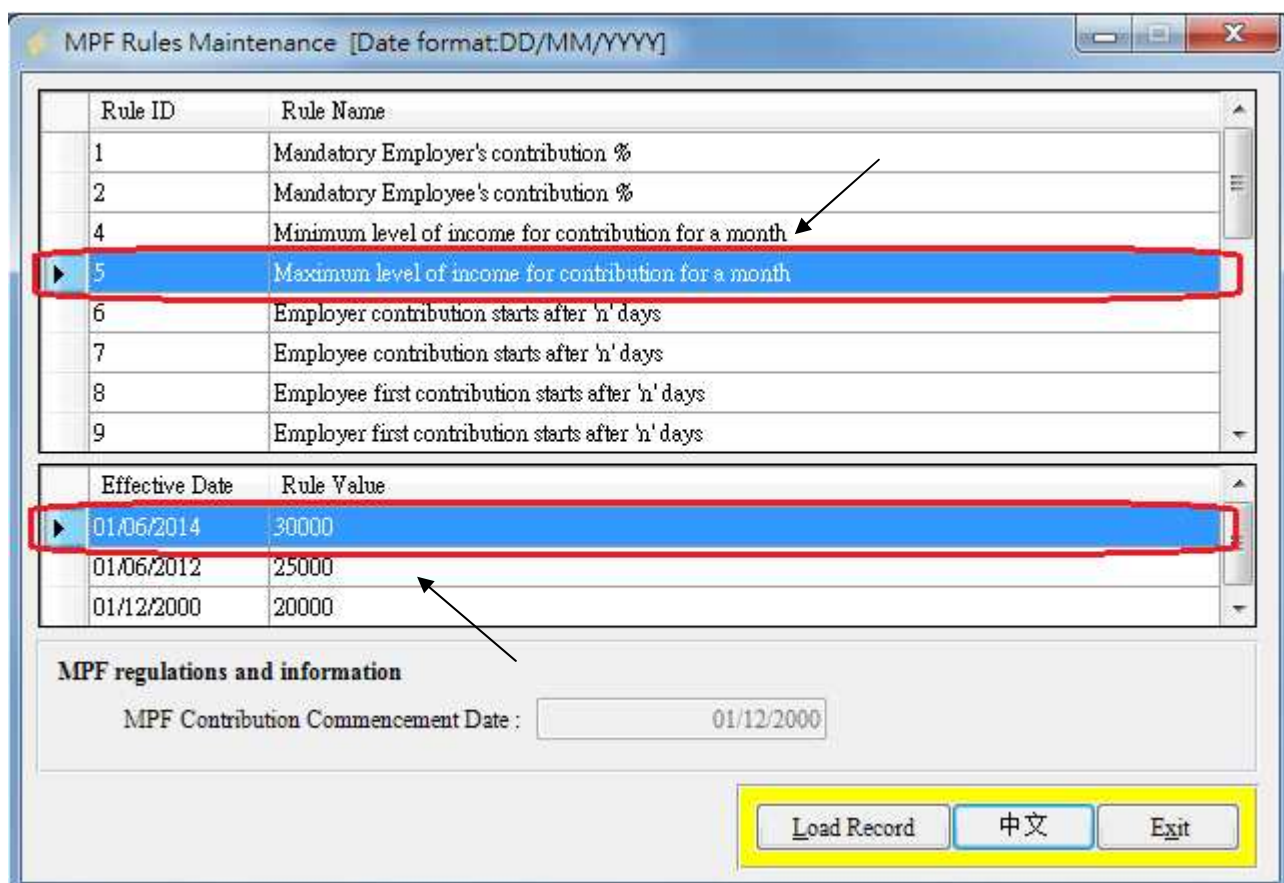 MPF Rules Maintenance [Date format:DD/MM/YYYY]
Rule ID Rule Name
1 Mandatory Employer's contribution %
2 Mandatory Employee's contribution %
4 Minimum level of income for contribution for a month
5 Maximum level of income for contribution for a month
6 Employer contribution starts after 'n' days
7 Employee contribution starts after 'n' days
8 Employee first contribution starts after 'n' days
9 Employer first contribution starts after 'n' days
Effective Date Rule Value
01/06/2014 30000
01/06/2012 25000
01/12/2000 20000
MPF regulations and information
MPF Contribution Commencement Date : 01/12/2000
Load Record 中文 Exit